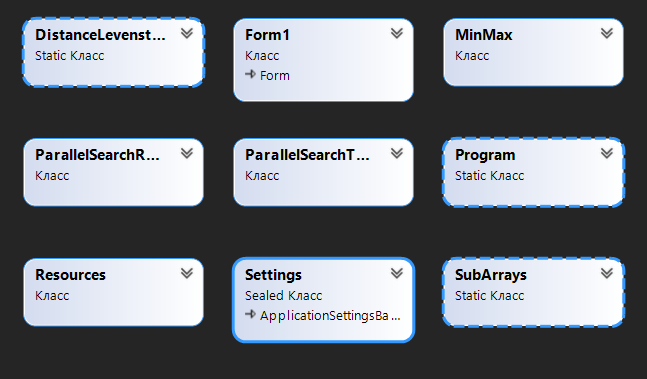 DistanceLevenst...
Static Класс
Form1
Класс
Form
MinMax
Класс
ParallelSearchR...
Класс
ParallelSearchT...
Класс
Program
Static Класс
Resources
Класс
Settings
Sealed Класс
ApplicationSettingsBa...
SubArrays
Static Класс